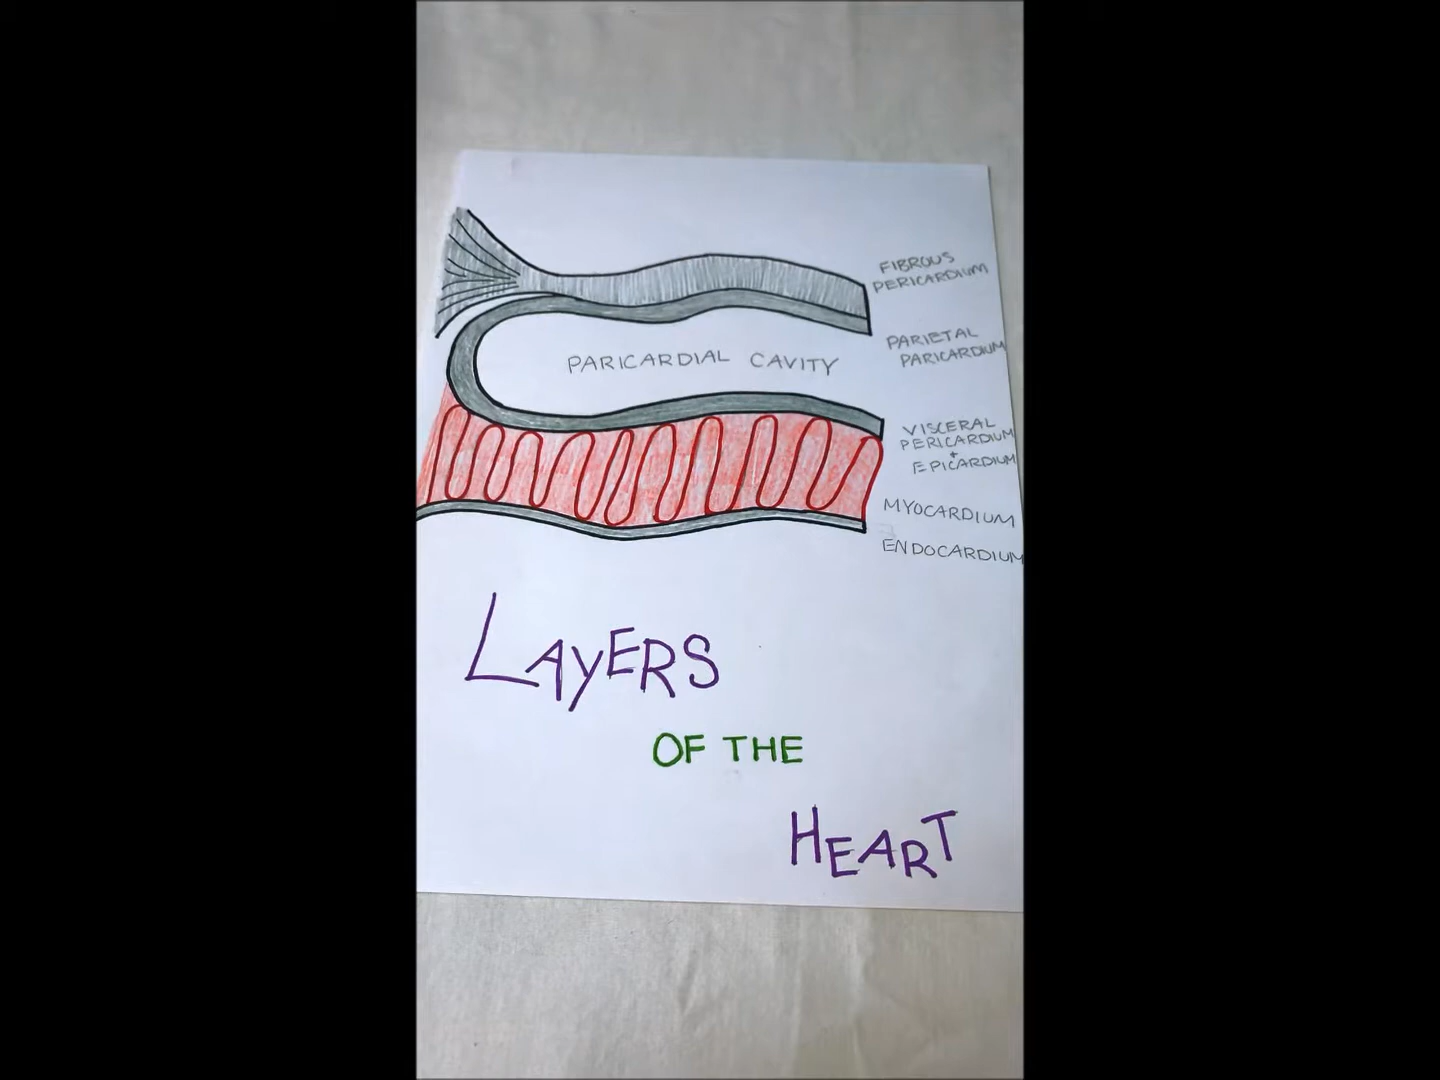 FIBROUS
PERICARDIUM
PARIETAL
PARICARDIUM
PARICARDIAL CAVITY
VISCERAL
PERICARDIUM
+
EPICARDIUM
MYOCARDIUM
ENDOCARDIUM
LAYERS
OF THE
HEART